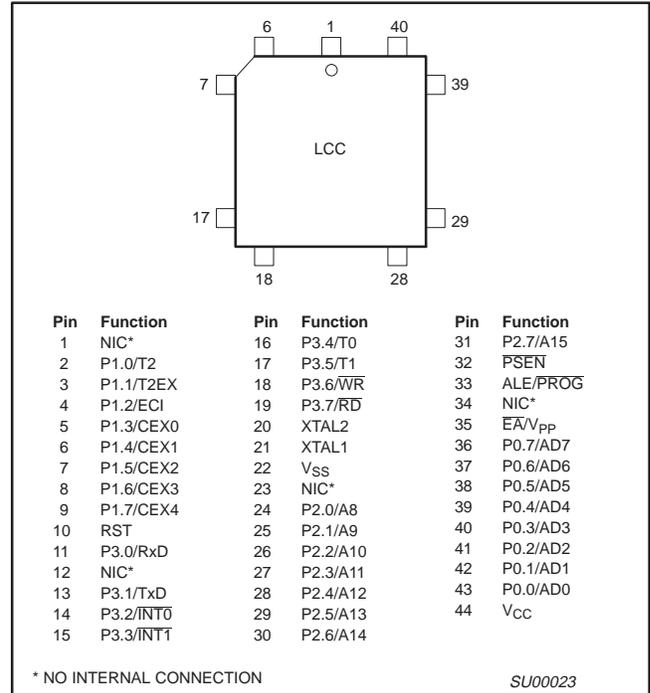 6 1 40
7 39
LCC
17 29
18 28
Pin Function Pin Function Pin Function
1 NIC* 16 P3.4/T0 31 P2.7/A15
2 P1.0/T2 17 P3.5/T1 32 P̅S̅E̅N̅
3 P1.1/T2EX 18 P3.6/W̅R̅ 33 ALE/P̅R̅O̅G̅
4 P1.2/ECI 19 P3.7/R̅D̅ 34 NIC*
5 P1.3/CEX0 20 XTAL2 35 E̅A̅/VPP
6 P1.4/CEX1 21 XTAL1 36 P0.7/AD7
7 P1.5/CEX2 22 VSS 37 P0.6/AD6
8 P1.6/CEX3 23 NIC* 38 P0.5/AD5
9 P1.7/CEX4 24 P2.0/A8 39 P0.4/AD4
10 RST 25 P2.1/A9 40 P0.3/AD3
11 P3.0/RxD 26 P2.2/A10 41 P0.2/AD2
12 NIC* 27 P2.3/A11 42 P0.1/AD1
13 P3.1/TxD 28 P2.4/A12 43 P0.0/AD0
14 P3.2/I̅N̅T̅0̅ 29 P2.5/A13 44 VCC
15 P3.3/I̅N̅T̅1̅ 30 P2.6/A14
* NO INTERNAL CONNECTION SU00023